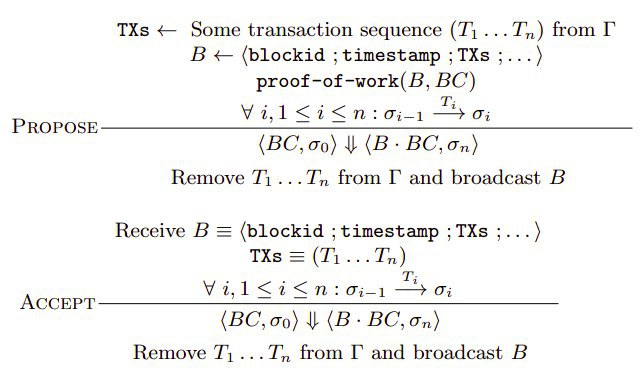 TXs ← Some transaction sequence (T₁ … Tₙ) from Γ
B ← ⟨blockid ; timestamp ; TXs ; …⟩
proof-of-work(B, BC)
∀ i, 1 ≤ i ≤ n : σᵢ₋₁ —Tᵢ→ σᵢ
PROPOSE
⟨BC, σ₀⟩ ⇓ ⟨B · BC, σₙ⟩
Remove T₁ … Tₙ from Γ and broadcast B
Receive B ≡ ⟨blockid ; timestamp ; TXs ; …⟩
TXs ≡ (T₁ … Tₙ)
∀ i, 1 ≤ i ≤ n : σᵢ₋₁ —Tᵢ→ σᵢ
ACCEPT
⟨BC, σ₀⟩ ⇓ ⟨B · BC, σₙ⟩
Remove T₁ … Tₙ from Γ and broadcast B